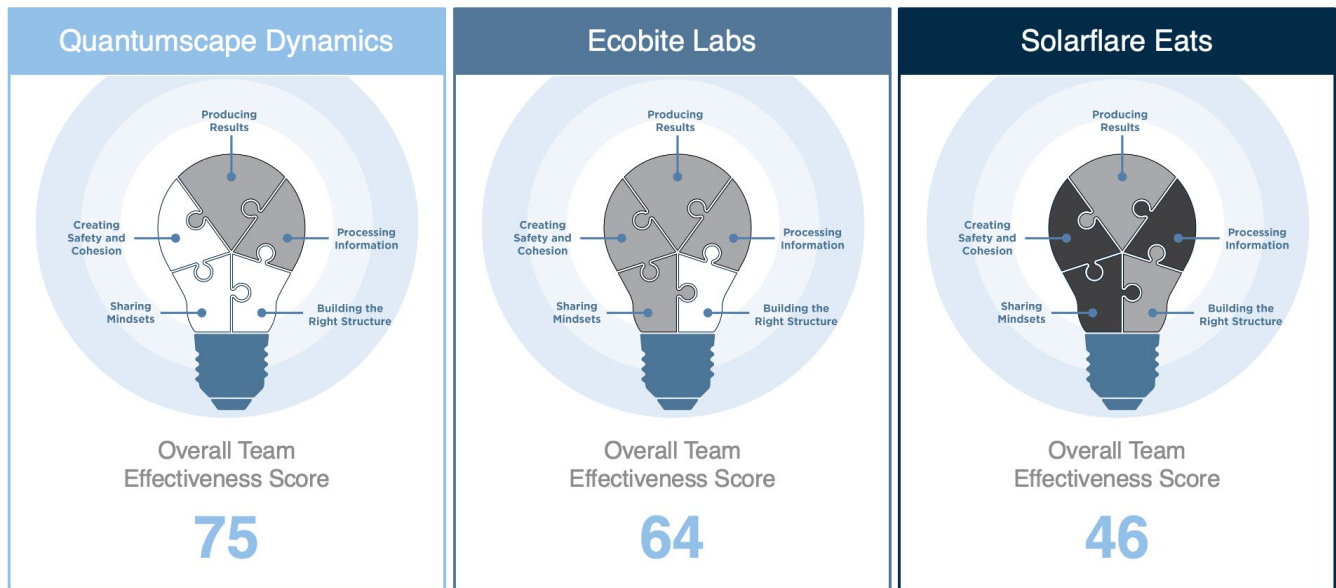 Quantumscape Dynamics
Producing
Results
Creating
Safety and
Cohesion
Processing
Information
Sharing
Mindsets
Building the
Right Structure
Overall Team
Effectiveness Score
75
Ecobite Labs
Producing
Results
Creating
Safety and
Cohesion
Processing
Information
Sharing
Mindsets
Building the
Right Structure
Overall Team
Effectiveness Score
64
Solarflare Eats
Producing
Results
Creating
Safety and
Cohesion
Processing
Information
Sharing
Mindsets
Building the
Right Structure
Overall Team
Effectiveness Score
46